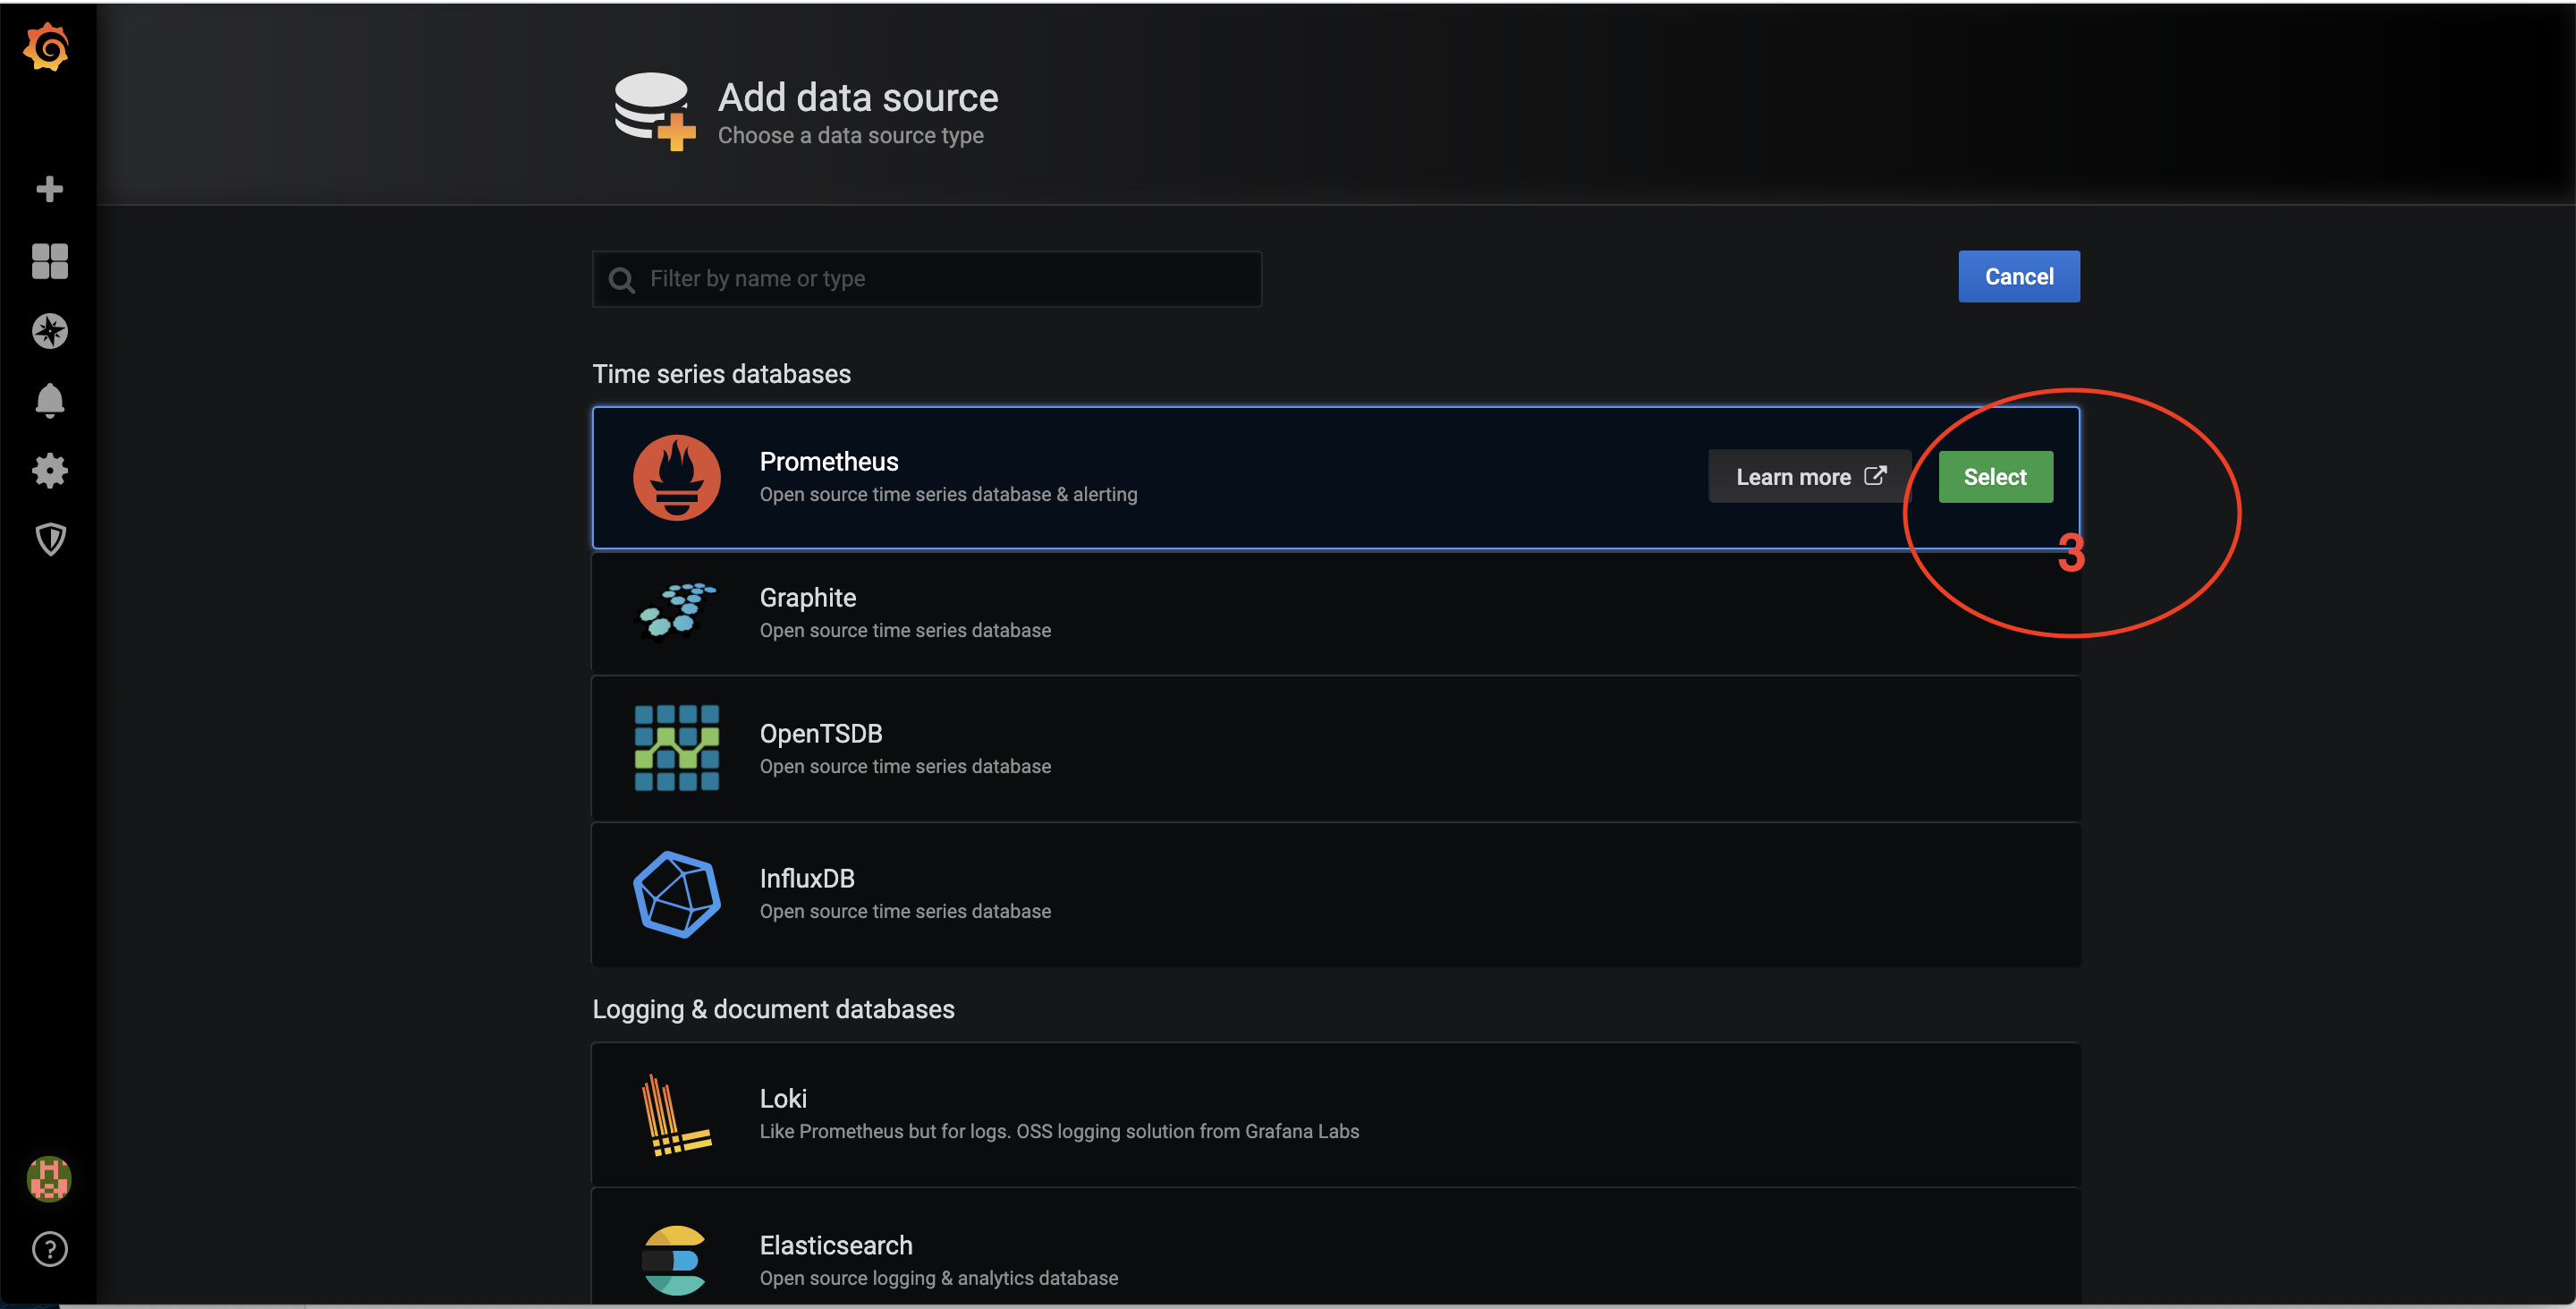 Add data source
Choose a data source type
Filter by name or type
Cancel
Time series databases
Prometheus
Open source time series database & alerting
Learn more
Select
3
Graphite
Open source time series database
OpenTSDB
Open source time series database
InfluxDB
Open source time series database
Logging & document databases
Loki
Like Prometheus but for logs. OSS logging solution from Grafana Labs
Elasticsearch
Open source logging & analytics database
?